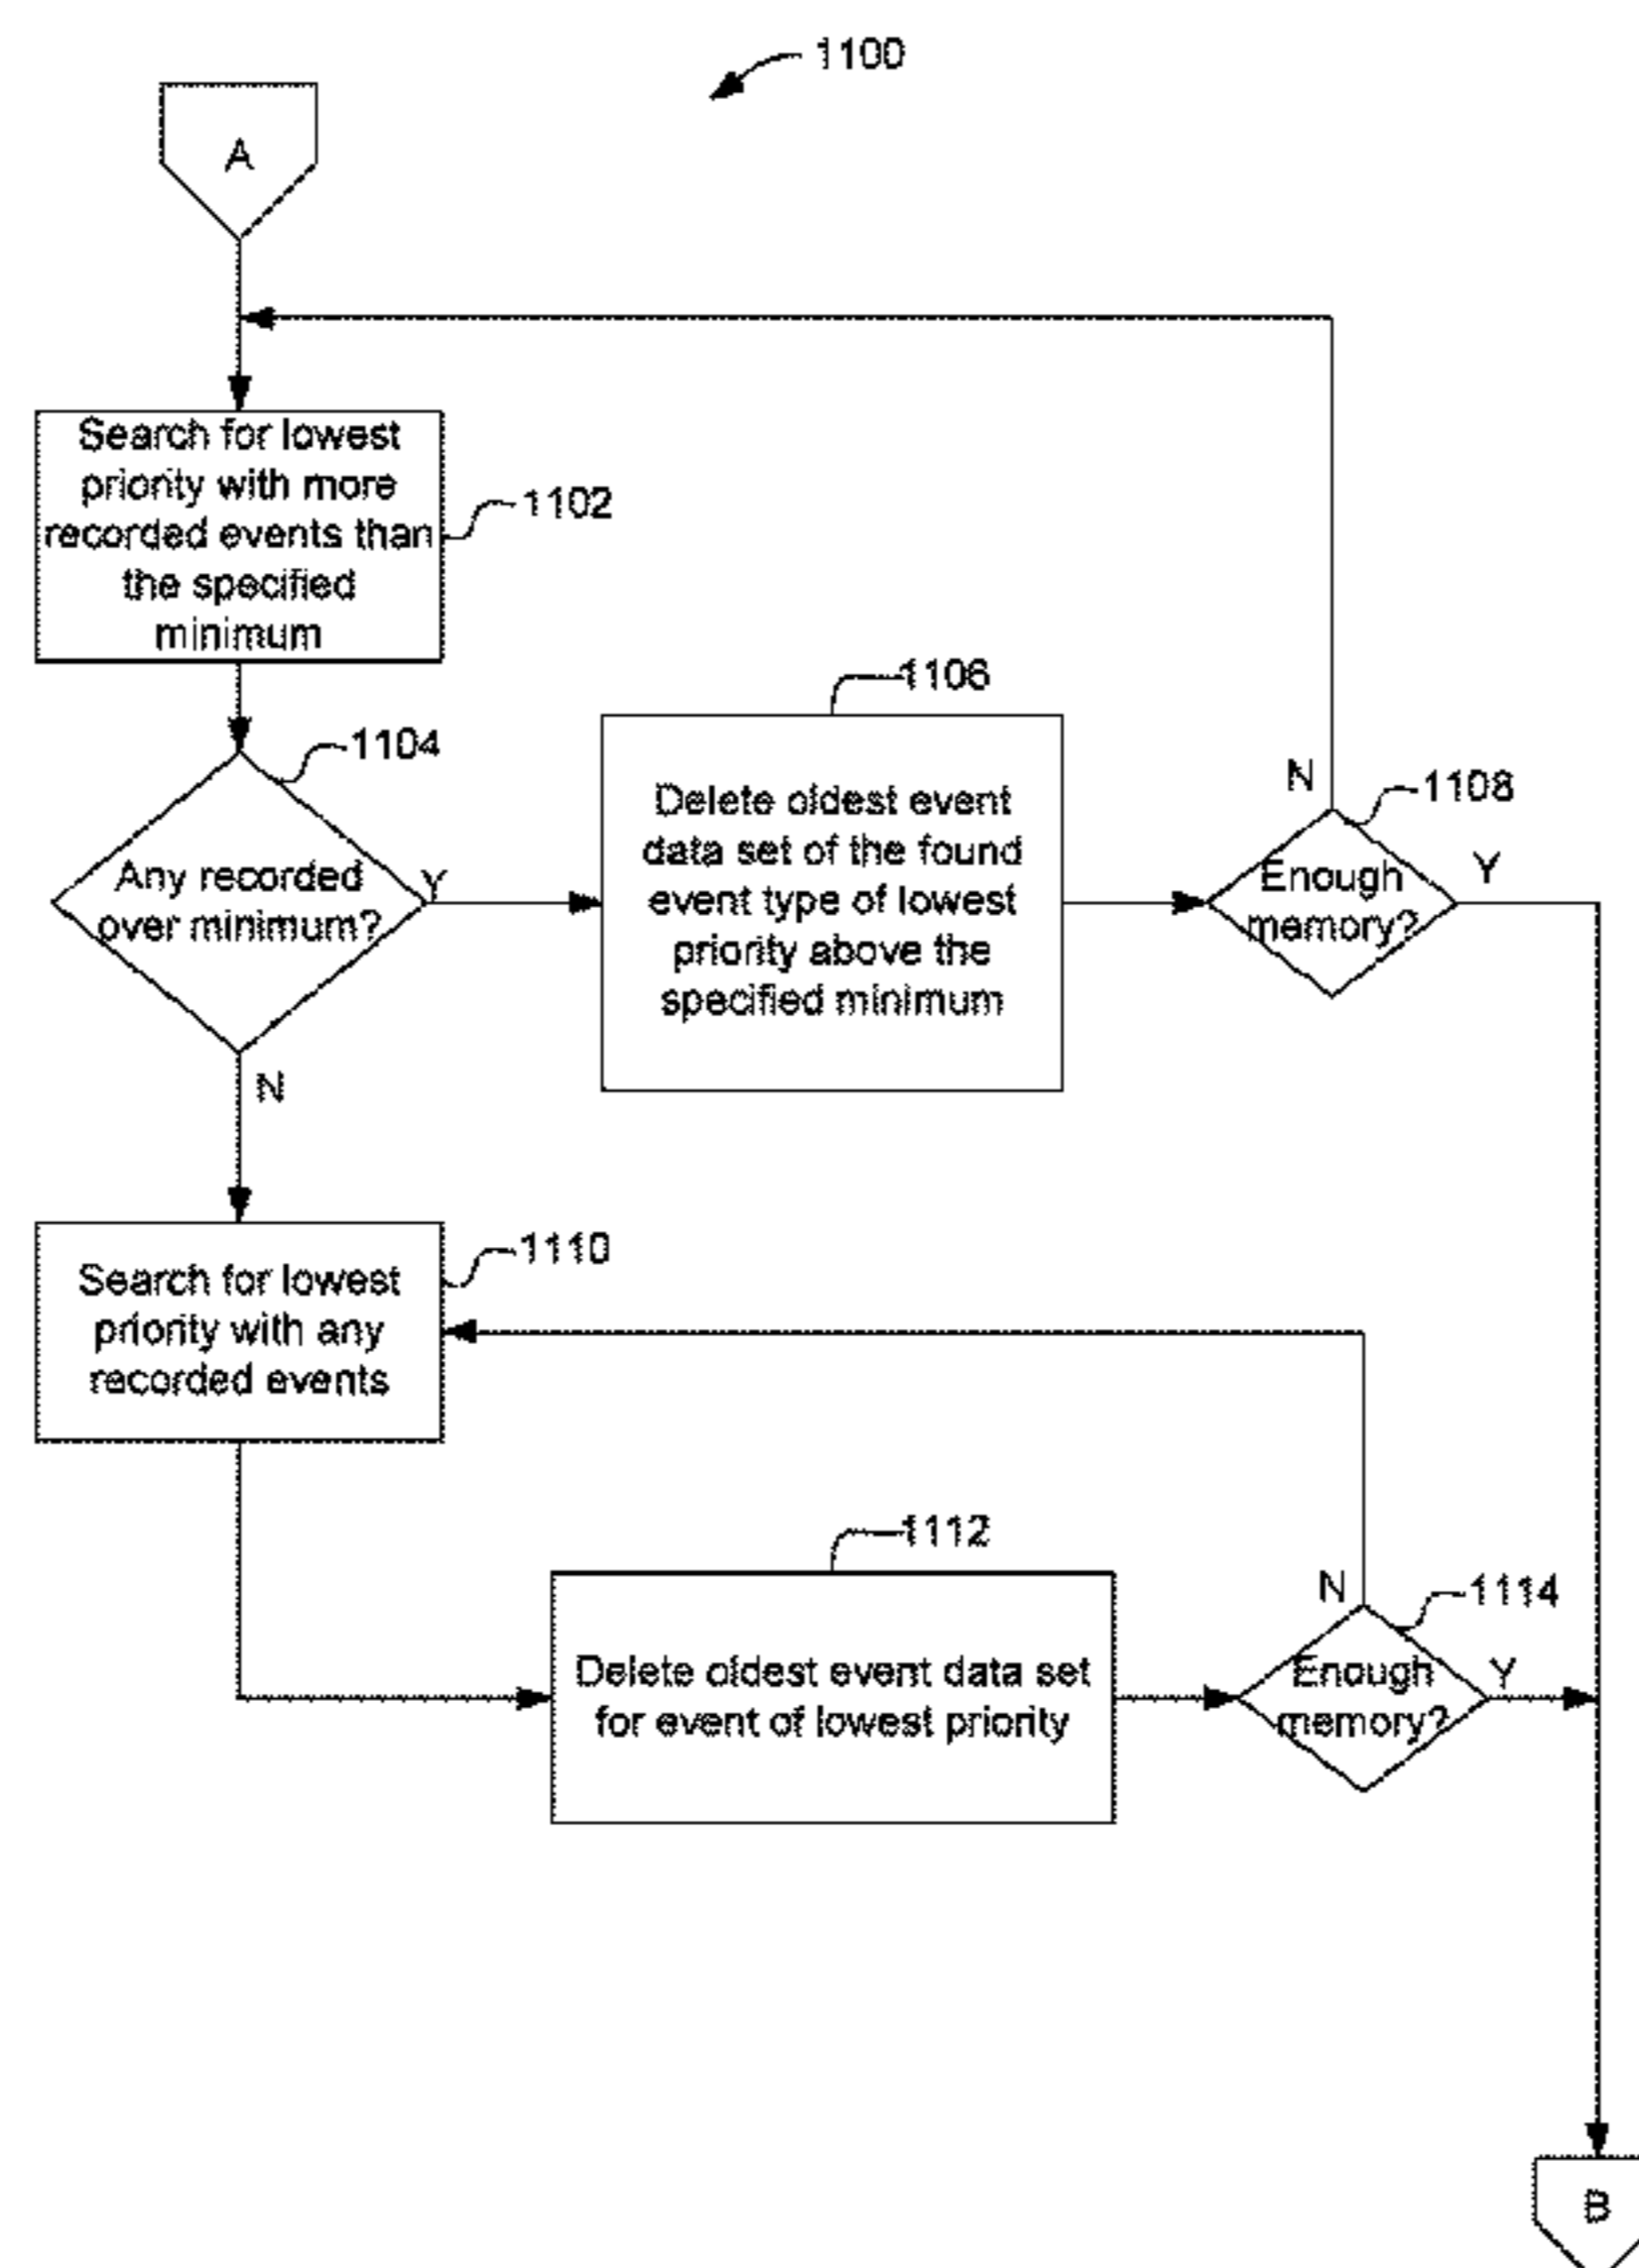 1100
A
Search for lowest
priority with more
recorded events than
the specified
minimum
1102
1104
Any recorded
over minimum?
Y
N
1106
Delete oldest event
data set of the found
event type of lowest
priority above the
specified minimum
N
1108
Enough
memory?
Y
Search for lowest
priority with any
recorded events
1110
1112
Delete oldest event data set
for event of lowest priority
N
1114
Enough
memory?
Y
B